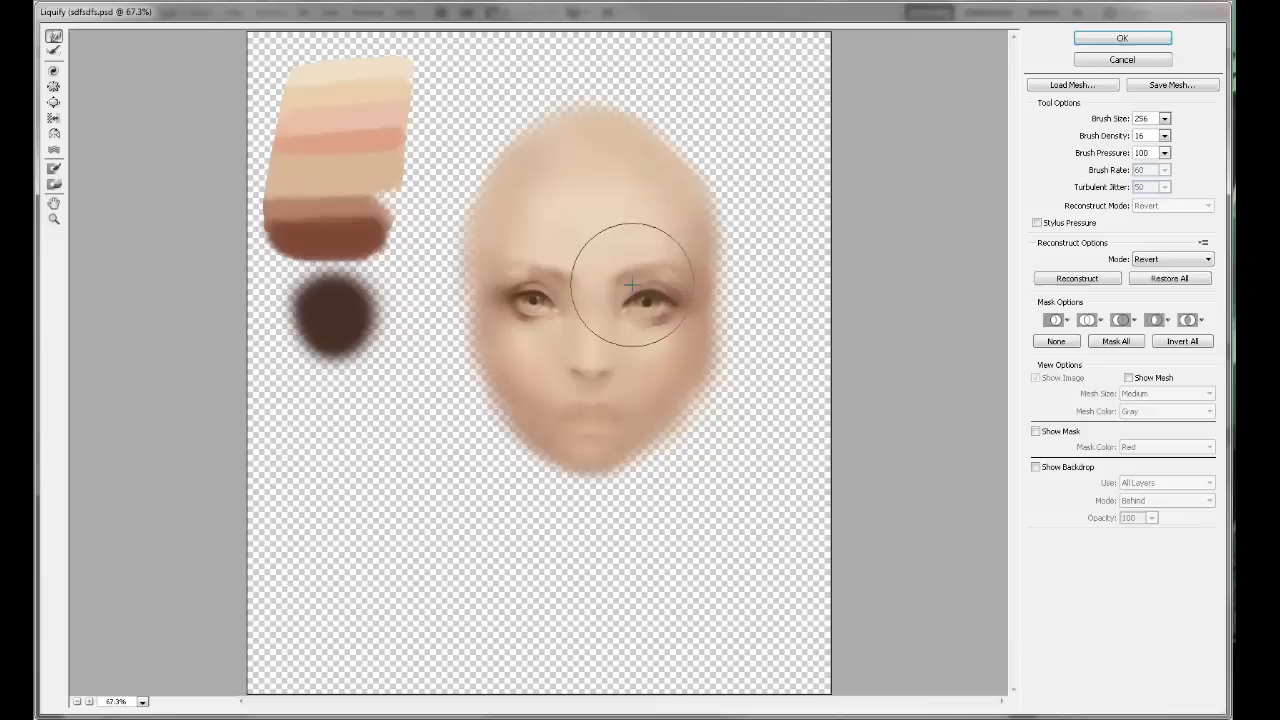 Liquify (sdfsdfs.psd @ 67.3%)
OK
Cancel
Load Mesh...
Save Mesh...
Tool Options
Brush Size: 256
Brush Density: 16
Brush Pressure: 100
Brush Rate: 60
Turbulent Jitter: 50
Reconstruct Mode: Revert
Stylus Pressure
Reconstruct Options
Mode: Revert
Reconstruct
Restore All
Mask Options
None
Mask All
Invert All
View Options
Show Image
Show Mesh
Mesh Size: Medium
Mesh Color: Gray
Show Mask
Mask Color: Red
Show Backdrop
Use: All Layers
Mode: Behind
Opacity: 100
67.3%